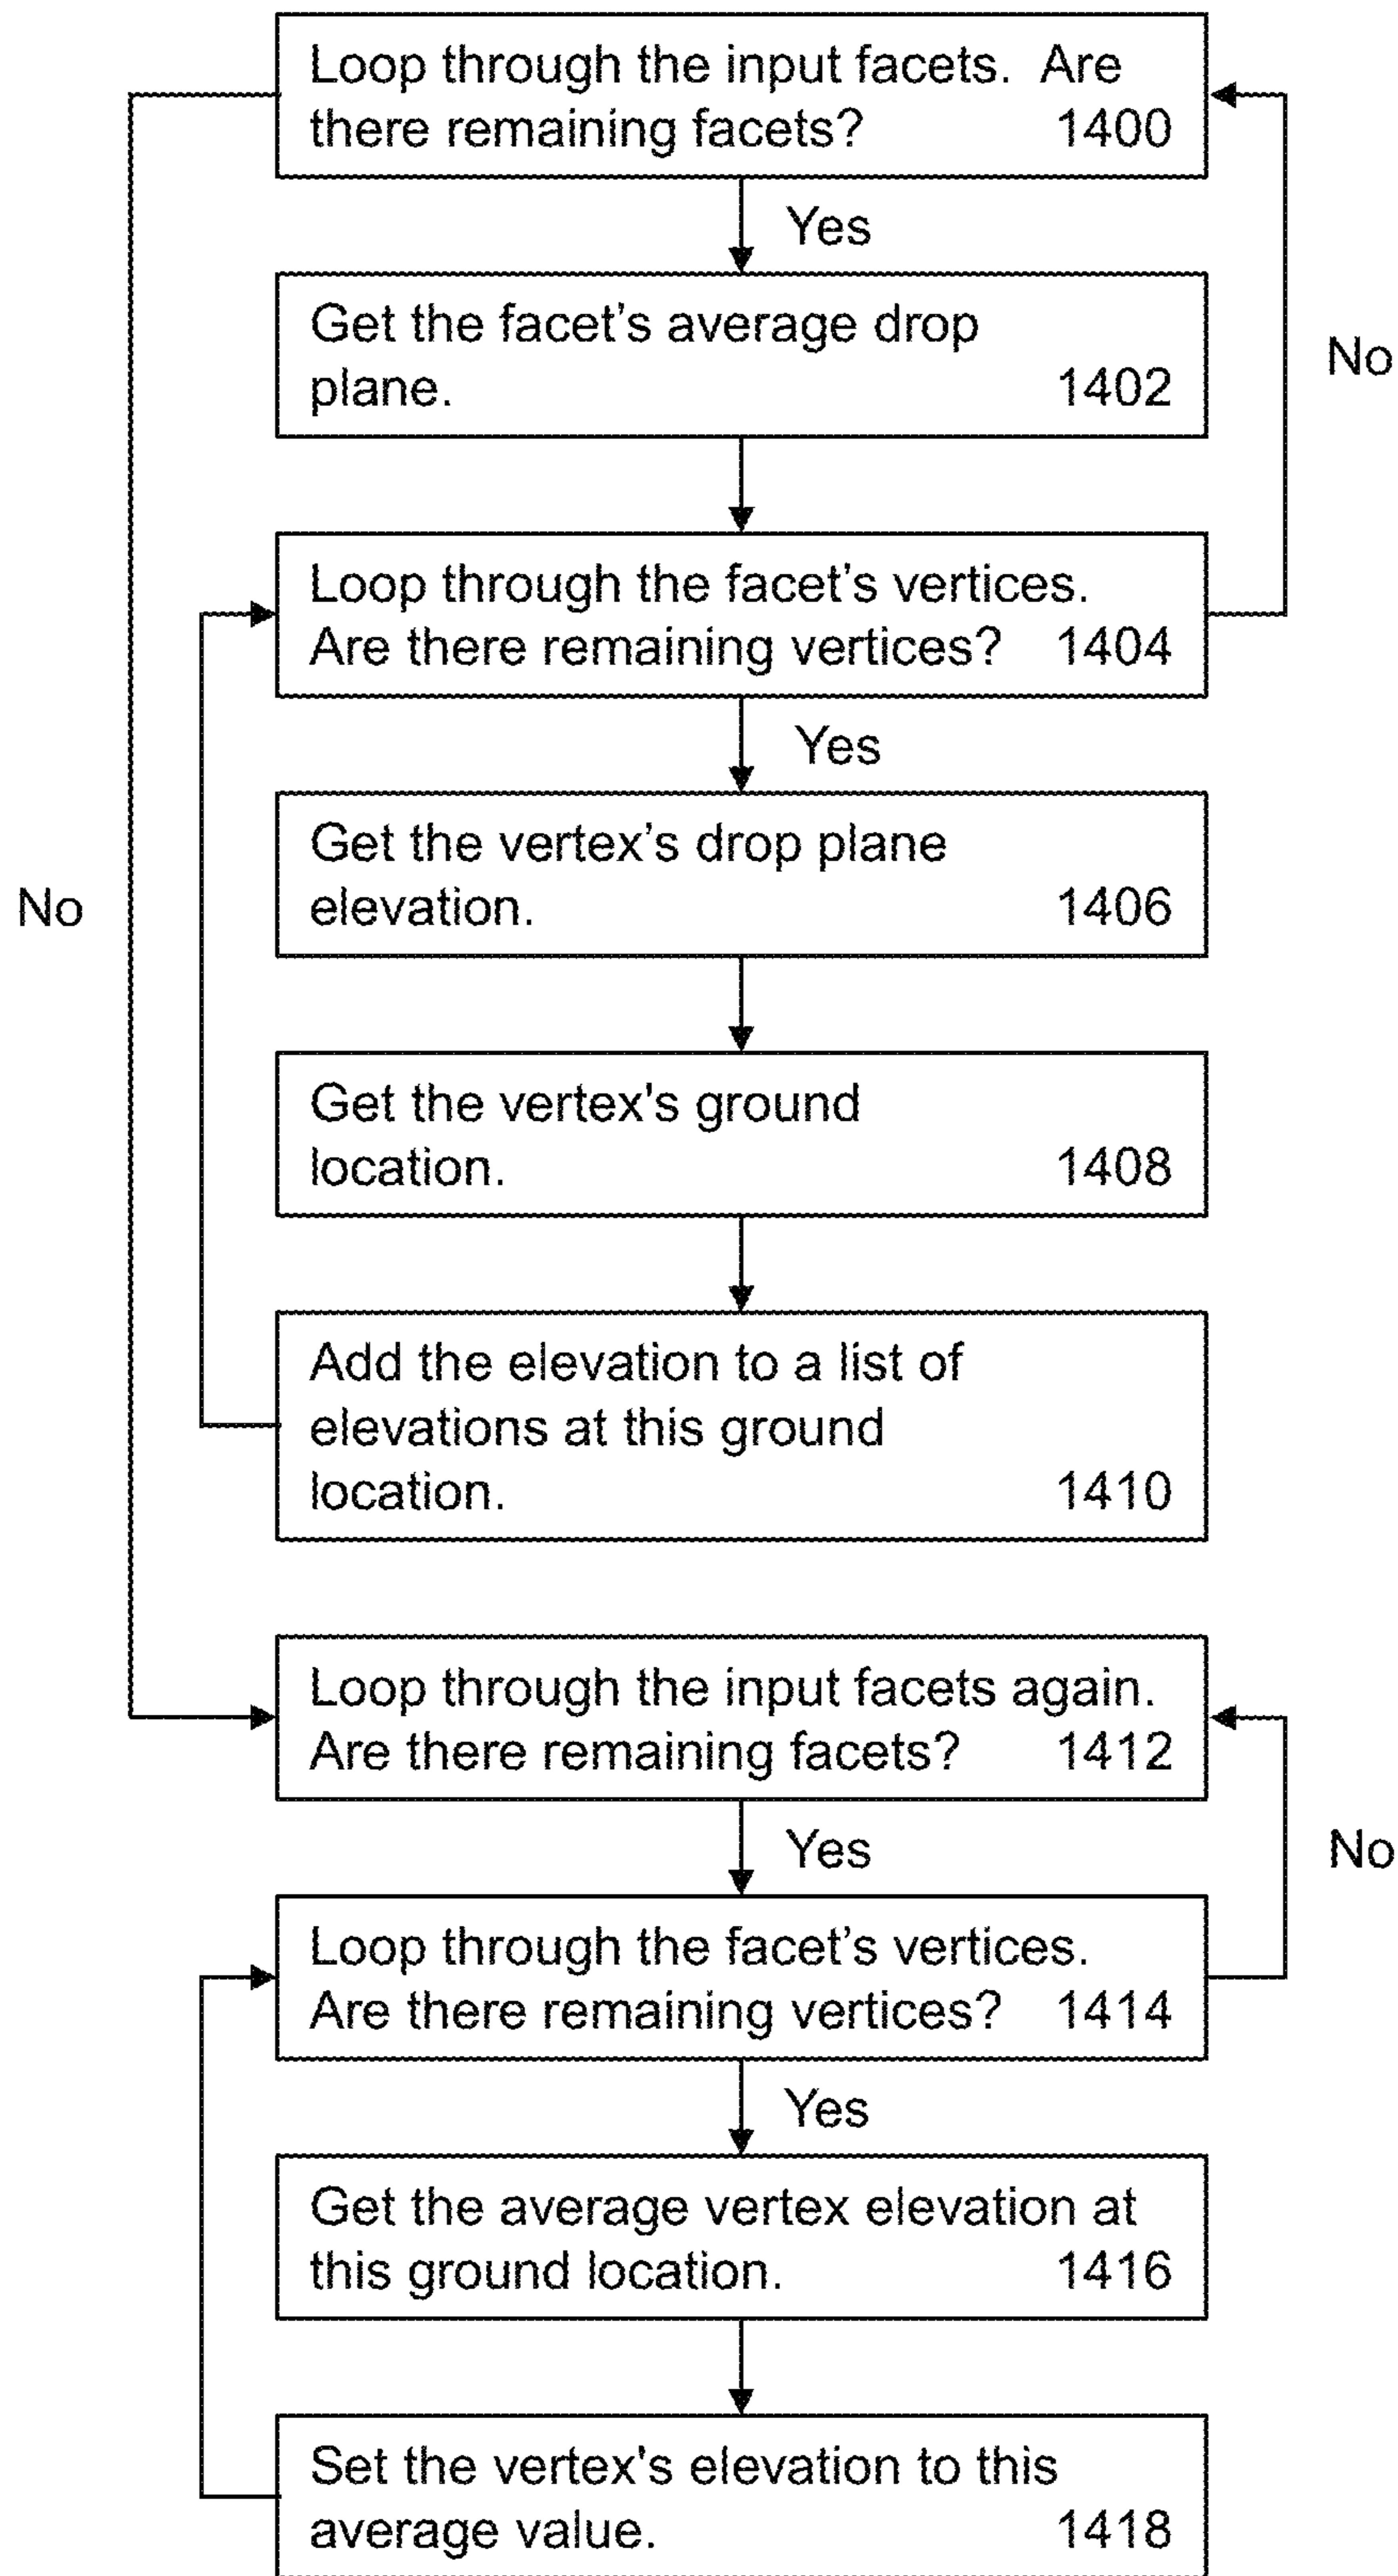 Loop through the input facets. Are
there remaining facets? 1400
Yes
Get the facet’s average drop
plane. 1402
No
Loop through the facet’s vertices.
Are there remaining vertices? 1404
Yes
Get the vertex’s drop plane
elevation. 1406
No
Get the vertex's ground
location. 1408
Add the elevation to a list of
elevations at this ground
location. 1410
Loop through the input facets again.
Are there remaining facets? 1412
Yes
No
Loop through the facet’s vertices.
Are there remaining vertices? 1414
Yes
Get the average vertex elevation at
this ground location. 1416
Set the vertex's elevation to this
average value. 1418